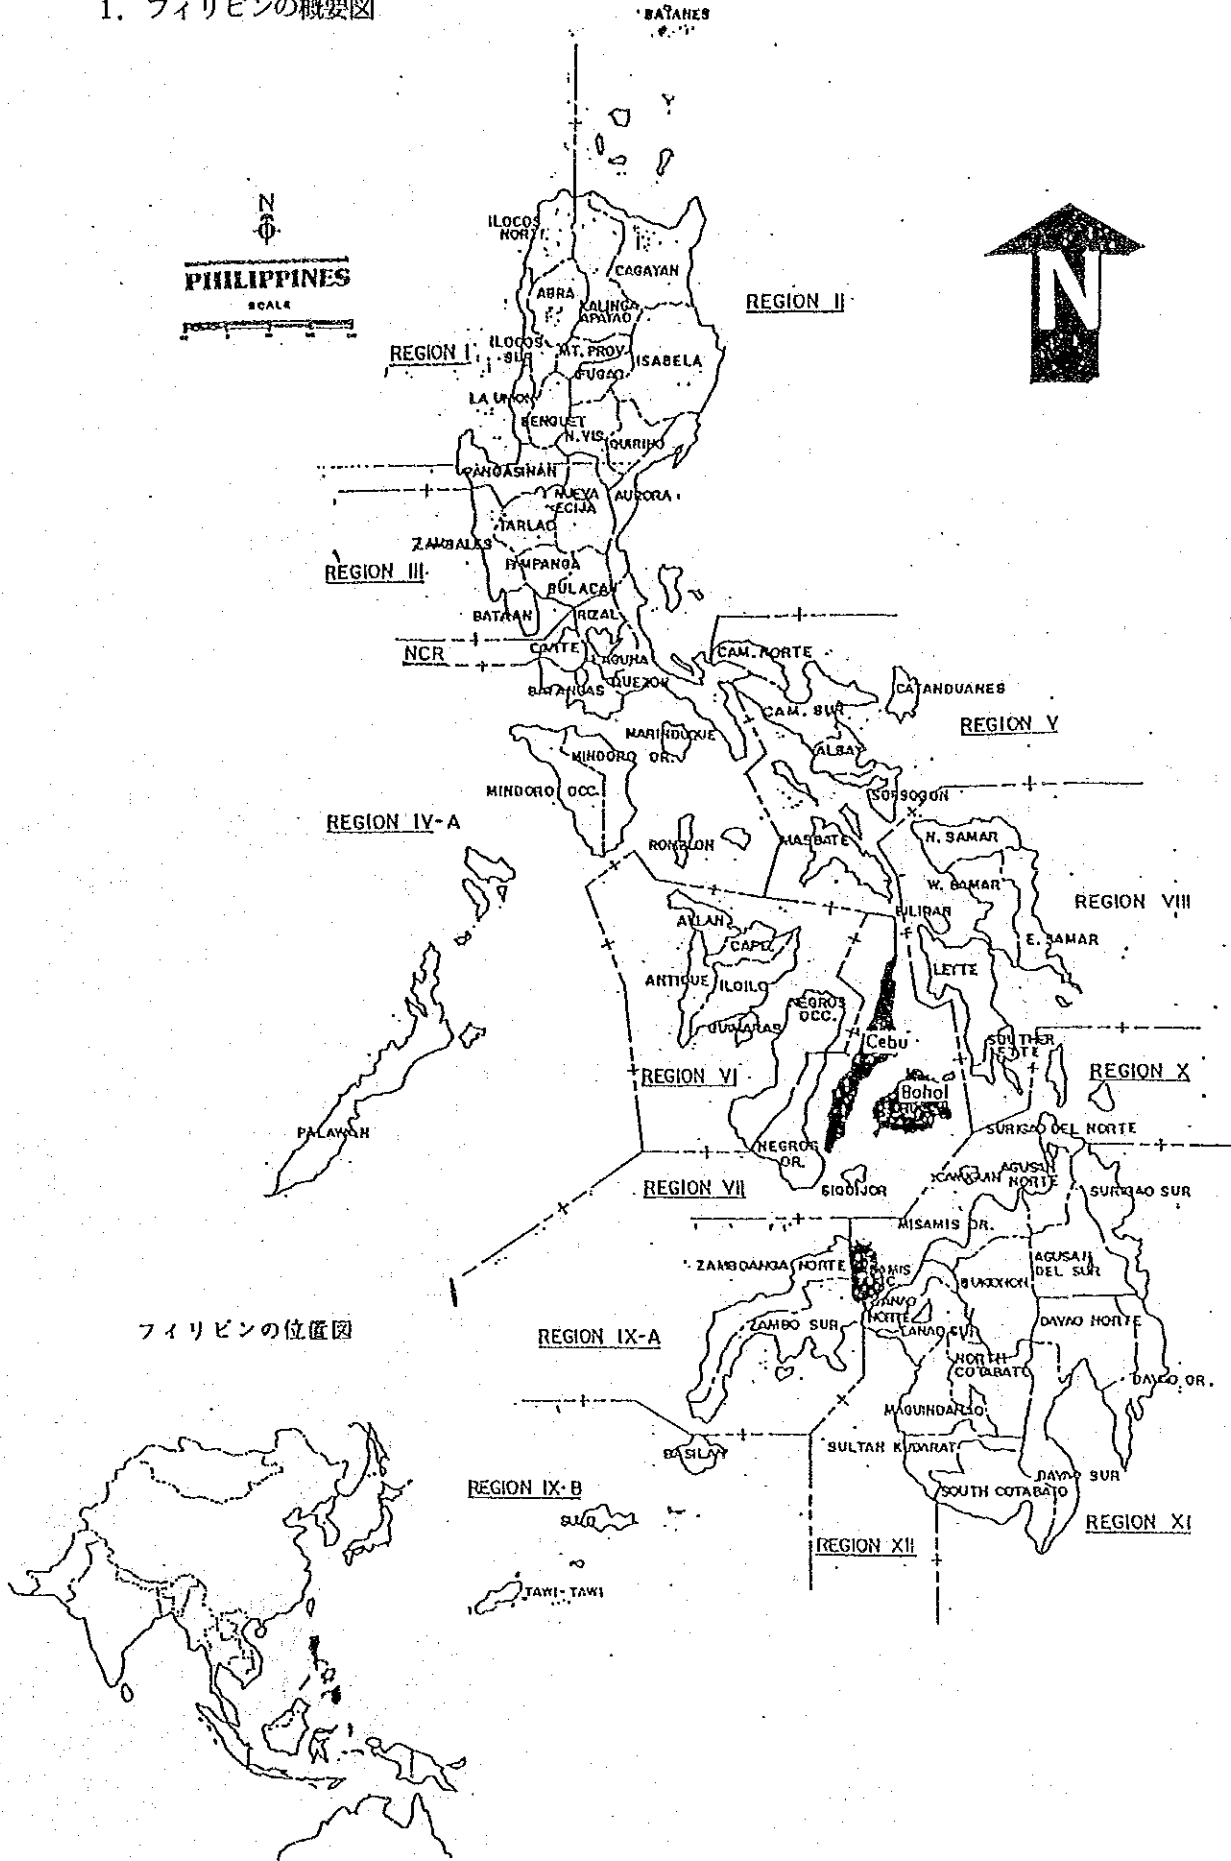 1. フィリピンの概要図
BATANES
N
PHILIPPINES
SCALE
N
ILOCOS
CAGAYAN
ABRA
KALINGA
APAYAO
REGION II
REGION I
ILOCOS
SUR
MT. PROV.
ISABELA
LA UNION
BENGUET
N. VIS.
QUIRINO
PANGASINAN
NUEVA
ECIJA
AURORA
TARLAC
ZAMBALES
REGION III
BULACAN
BATAAN
RIZAL
NCR
CAVITE
LAGUNA
CAM. NORTE
BATANGAS
QUEZON
CATANDUANES
CAM. SUR
REGION V
MARINDUQUE
ALBAY
MINDORO OR.
MINDORO OCC.
SORSOGON
REGION IV-A
ROMBLON
MASBATE
N. SAMAR
W. SAMAR
REGION VIII
BILIRAN
AKLAN
CAPIZ
E. SAMAR
LEYTE
ANTIQUE
ILOILO
NEGROS
OCC.
GUIMARAS
Cebu
REGION VI
REGION X
Bohol
PALAWAN
NEGROS
OR.
SURIGAO DEL NORTE
AGUSAN
NORTE
REGION VII
SIQUIJOR
SURIGAO SUR
MISAMIS OR.
ZAMBOANGA NORTE
AGUSAN
DEL SUR
フィリピンの位置図
REGION IX-A
ZAMBO SUR
NORTE
LANAO SUR
DAVAO NORTE
NORTH
COTABATO
DAVAO OR.
MAGUINDANAO
BASILAN
SULTAN KUDARAT
REGION IX-B
DAVAO SUR
SOUTH COTABATO
SULU
REGION XII
REGION XI
TAWI-TAWI